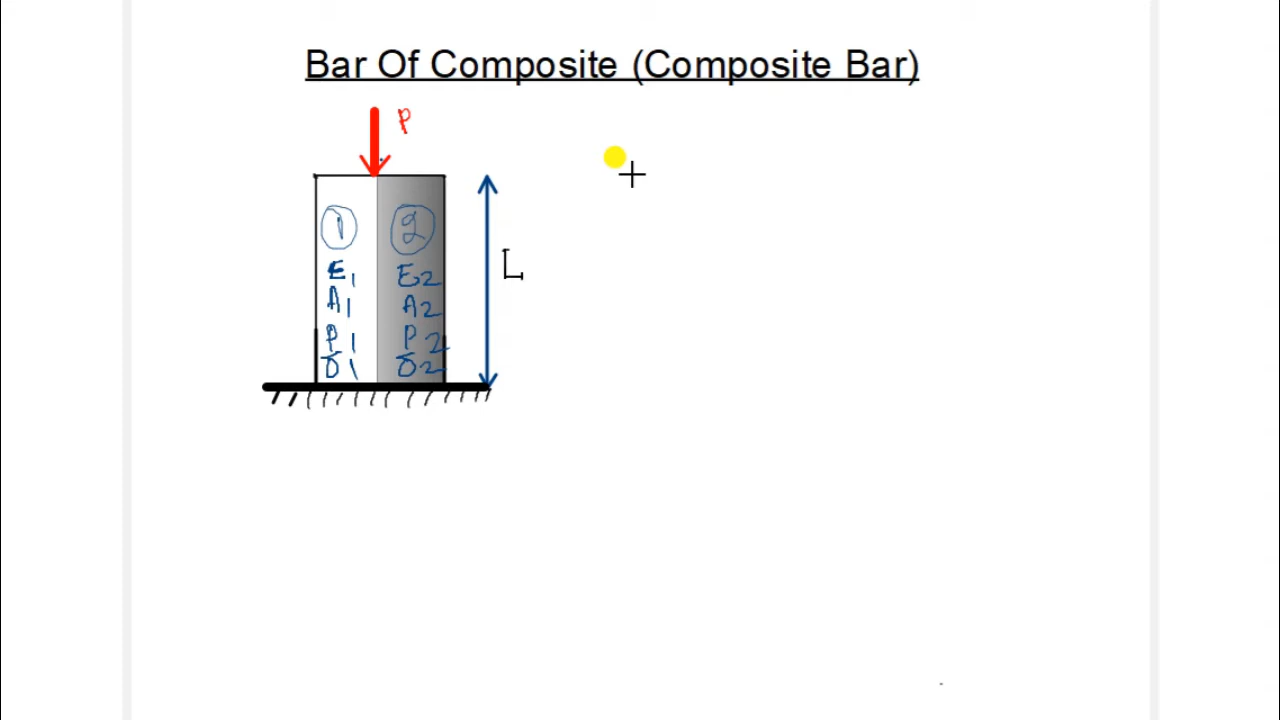 Bar Of Composite (Composite Bar)
P
1 2
E1 E2
A1 A2
P1 P2
δ1 δ2
L